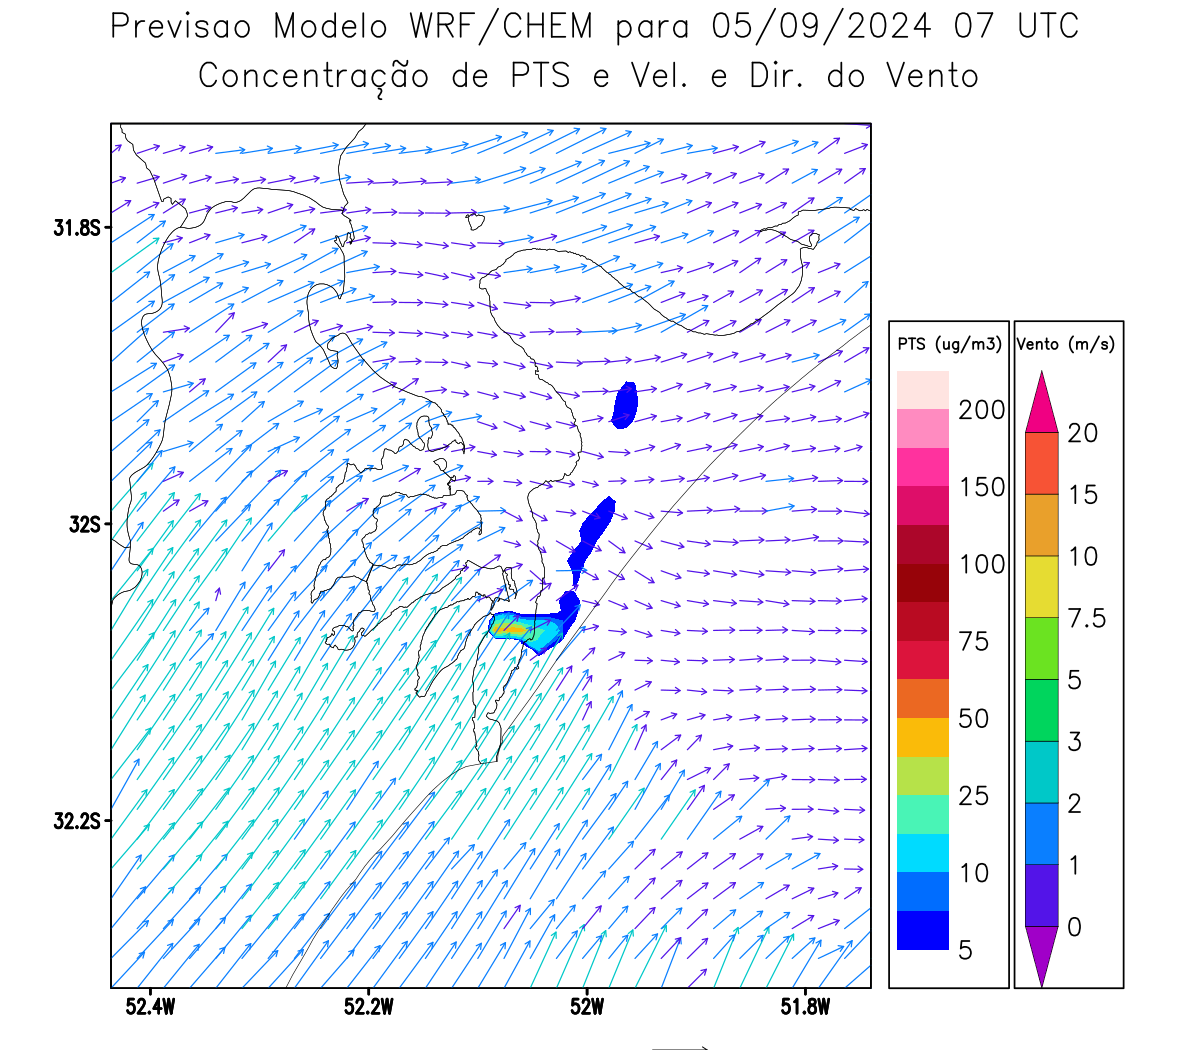 Previsao Modelo WRF/CHEM para 05/09/2024 07 UTC
Concentração de PTS e Vel. e Dir. do Vento
31.8S
32S
32.2S
52.4W
52.2W
52W
51.8W
PTS (ug/m3)
200
150
100
75
50
25
10
5
Vento (m/s)
20
15
10
7.5
5
3
2
1
0